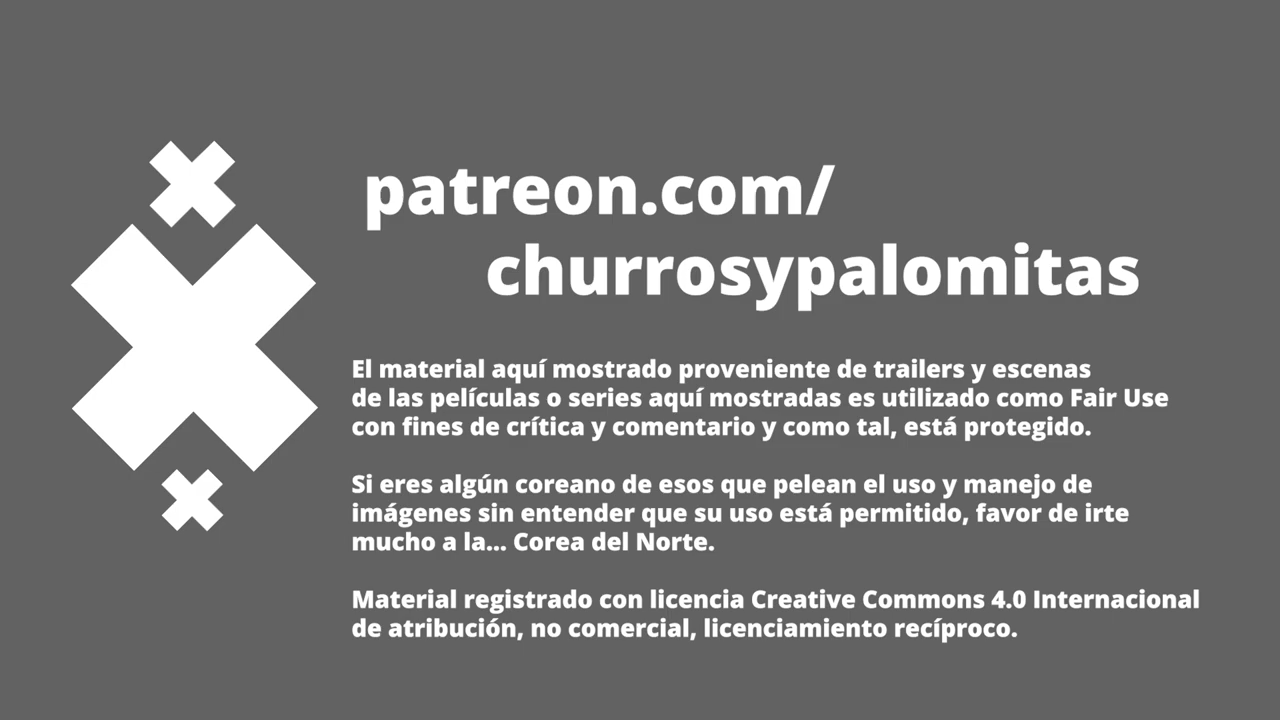 patreon.com/
churrosypalomitas
El material aquí mostrado proveniente de trailers y escenas
de las películas o series aquí mostradas es utilizado como Fair Use
con fines de crítica y comentario y como tal, está protegido.
Si eres algún coreano de esos que pelean el uso y manejo de
imágenes sin entender que su uso está permitido, favor de irte
mucho a la... Corea del Norte.
Material registrado con licencia Creative Commons 4.0 Internacional
de atribución, no comercial, licenciamiento recíproco.